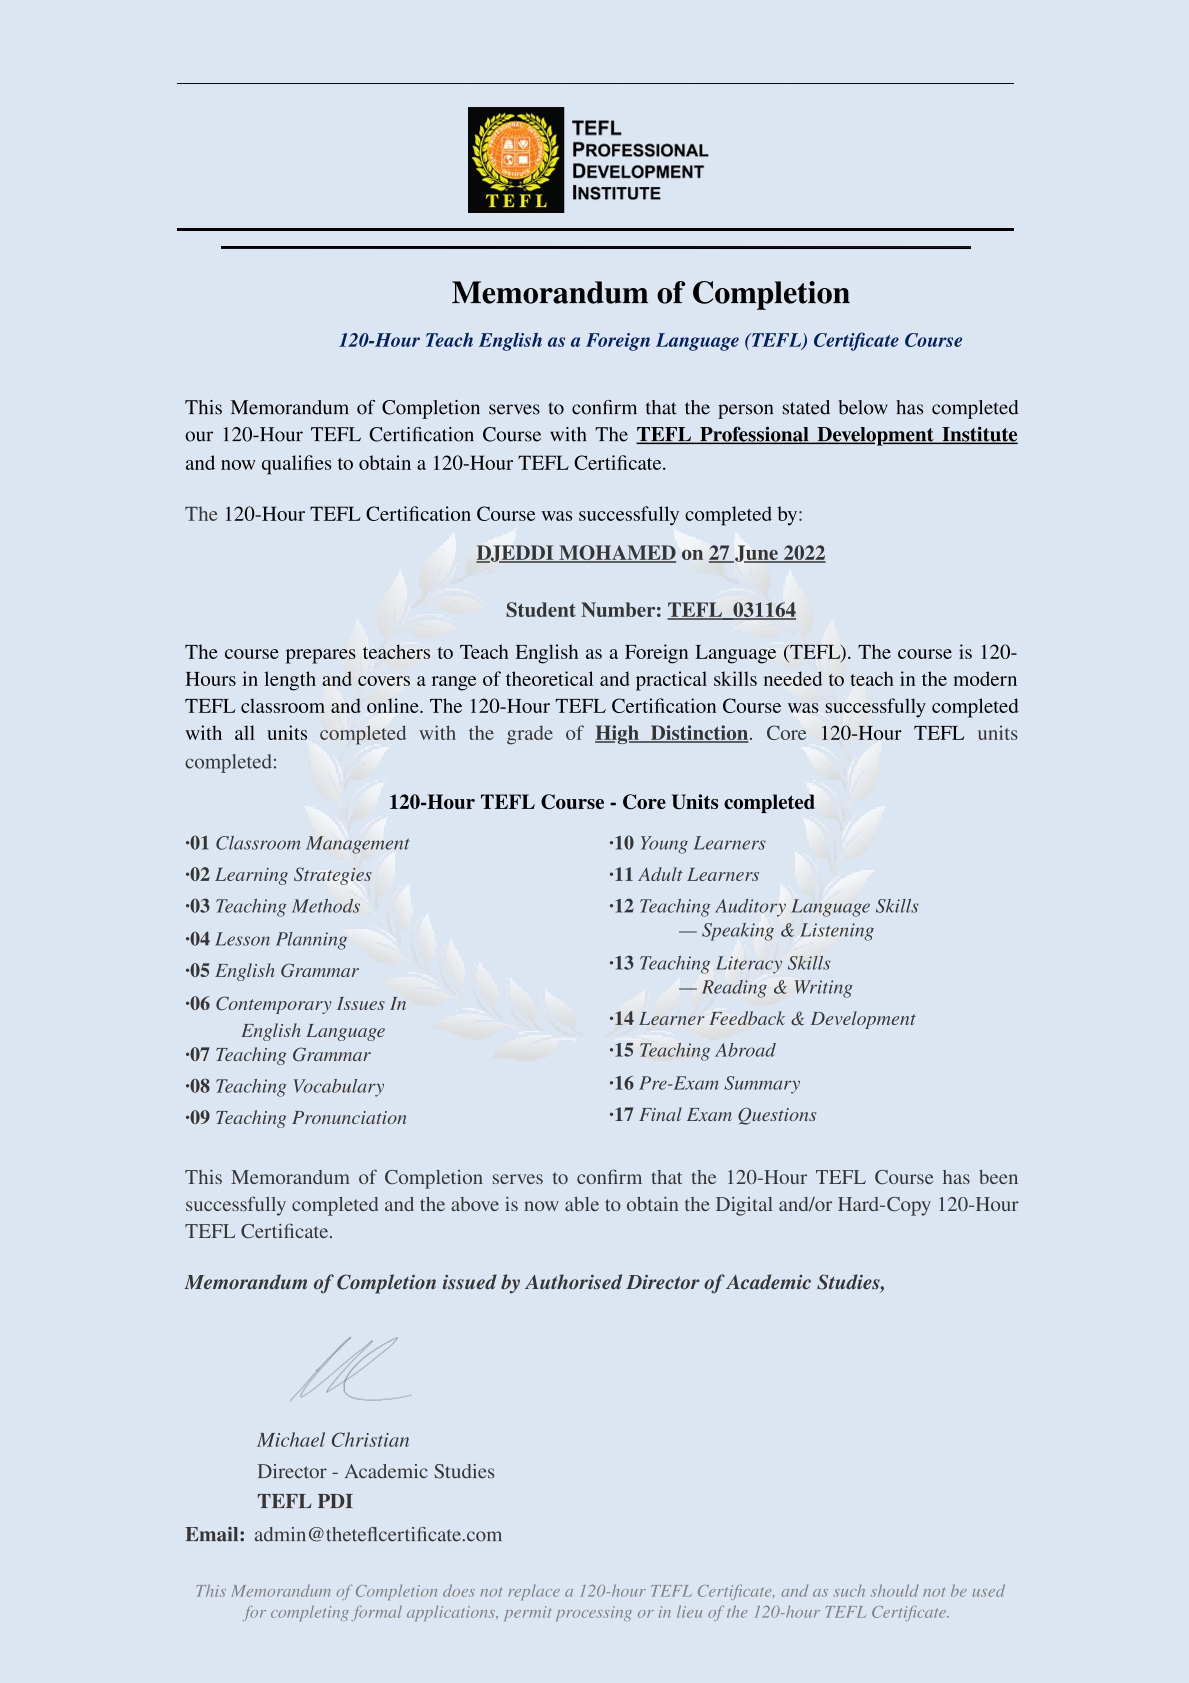 TEFL
TEFL
PROFESSIONAL
DEVELOPMENT
INSTITUTE
Memorandum of Completion
120-Hour Teach English as a Foreign Language (TEFL) Certificate Course
This Memorandum of Completion serves to confirm that the person stated below has completed
our 120-Hour TEFL Certification Course with The TEFL Professional Development Institute
and now qualifies to obtain a 120-Hour TEFL Certificate.
The 120-Hour TEFL Certification Course was successfully completed by:
DJEDDI MOHAMED on 27 June 2022
Student Number: TEFL_031164
The course prepares teachers to Teach English as a Foreign Language (TEFL). The course is 120-
Hours in length and covers a range of theoretical and practical skills needed to teach in the modern
TEFL classroom and online. The 120-Hour TEFL Certification Course was successfully completed
with all units completed with the grade of High Distinction. Core 120-Hour TEFL units
completed:
120-Hour TEFL Course - Core Units completed
·01 Classroom Management
·02 Learning Strategies
·03 Teaching Methods
·04 Lesson Planning
·05 English Grammar
·06 Contemporary Issues In
English Language
·07 Teaching Grammar
·08 Teaching Vocabulary
·09 Teaching Pronunciation
·10 Young Learners
·11 Adult Learners
·12 Teaching Auditory Language Skills
— Speaking & Listening
·13 Teaching Literacy Skills
— Reading & Writing
·14 Learner Feedback & Development
·15 Teaching Abroad
·16 Pre-Exam Summary
·17 Final Exam Questions
This Memorandum of Completion serves to confirm that the 120-Hour TEFL Course has been
successfully completed and the above is now able to obtain the Digital and/or Hard-Copy 120-Hour
TEFL Certificate.
Memorandum of Completion issued by Authorised Director of Academic Studies,
Michael Christian
Director - Academic Studies
TEFL PDI
Email: admin@theteflcertificate.com
This Memorandum of Completion does not replace a 120-hour TEFL Certificate, and as such should not be used
for completing formal applications, permit processing or in lieu of the 120-hour TEFL Certificate.